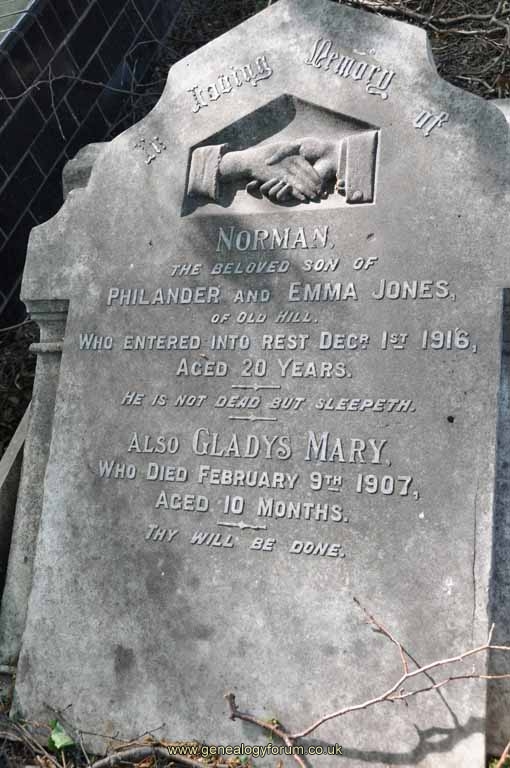 In Loving Memory of
NORMAN,
THE BELOVED SON OF
PHILANDER AND EMMA JONES,
OF OLD HILL.
WHO ENTERED INTO REST DECR 1ST 1916,
AGED 20 YEARS.
HE IS NOT DEAD BUT SLEEPETH.
ALSO GLADYS MARY,
WHO DIED FEBRUARY 9TH 1907,
AGED 10 MONTHS.
THY WILL BE DONE.
www.genealogyforum.co.uk